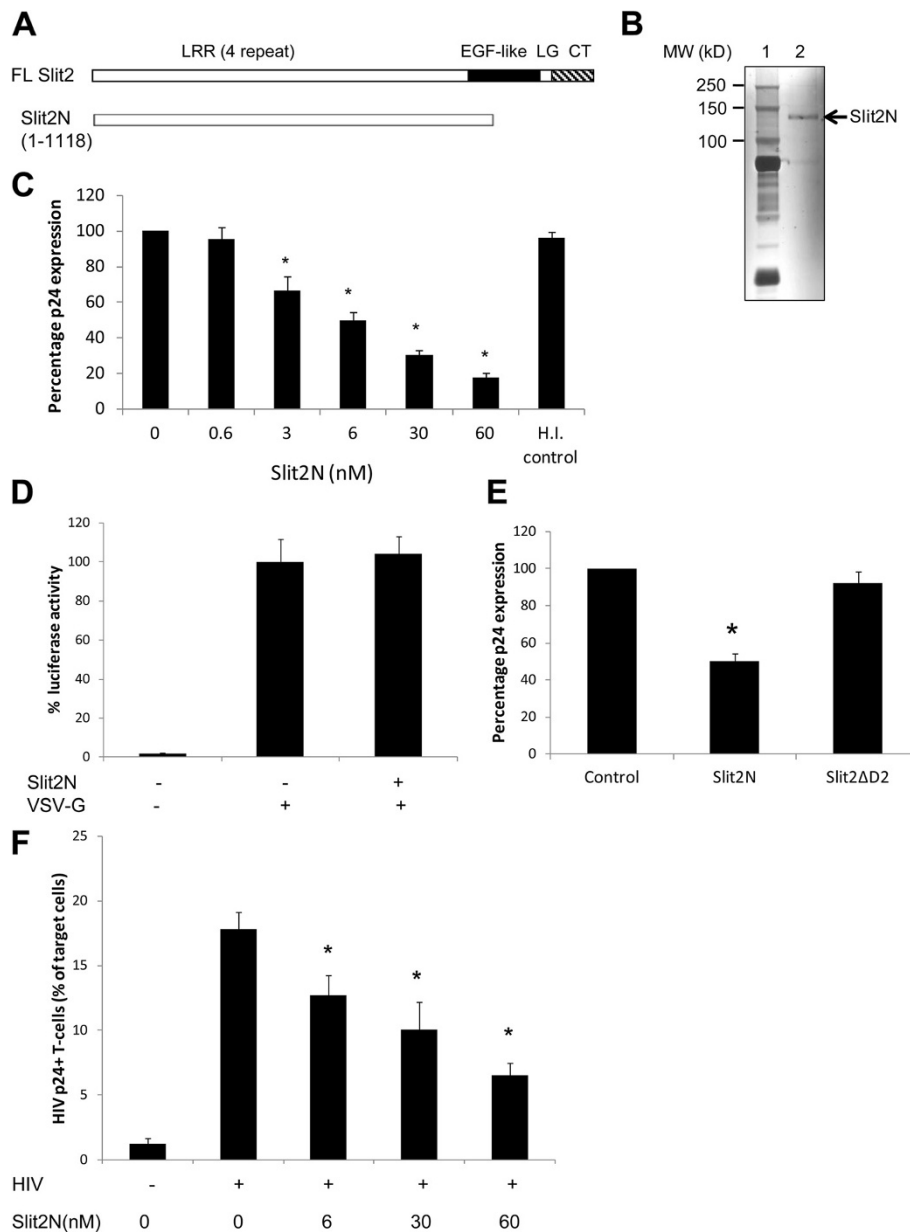 A
LRR (4 repeat) EGF-like LG CT
FL Slit2
Slit2N
(1-1118)
B
MW (kD) 1 2
250
150
100
Slit2N
C
Percentage p24 expression
120
100
80
60
40
20
0
* * * *
0 0.6 3 6 30 60 H.I.
control
Slit2N (nM)
D
% luciferase activity
120
100
80
60
40
20
0
Slit2N - - +
VSV-G - + +
E
Percentage p24 expression
120
100
80
60
40
20
0
*
Control Slit2N Slit2ΔD2
F
HIV p24+ T-cells (% of target cells)
25
20
15
10
5
0
* * *
HIV - + + + +
Slit2N(nM) 0 0 6 30 60